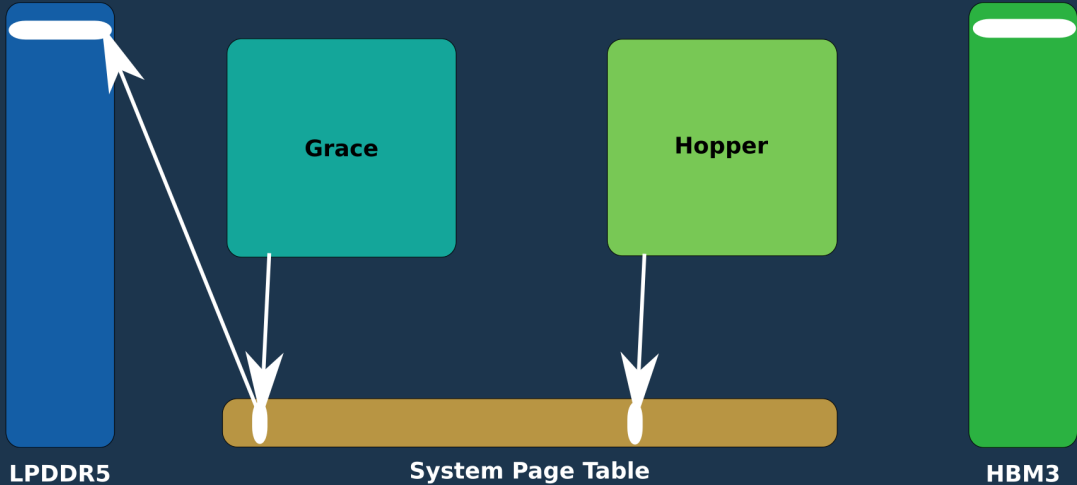 Grace
Hopper
LPDDR5
System Page Table
HBM3